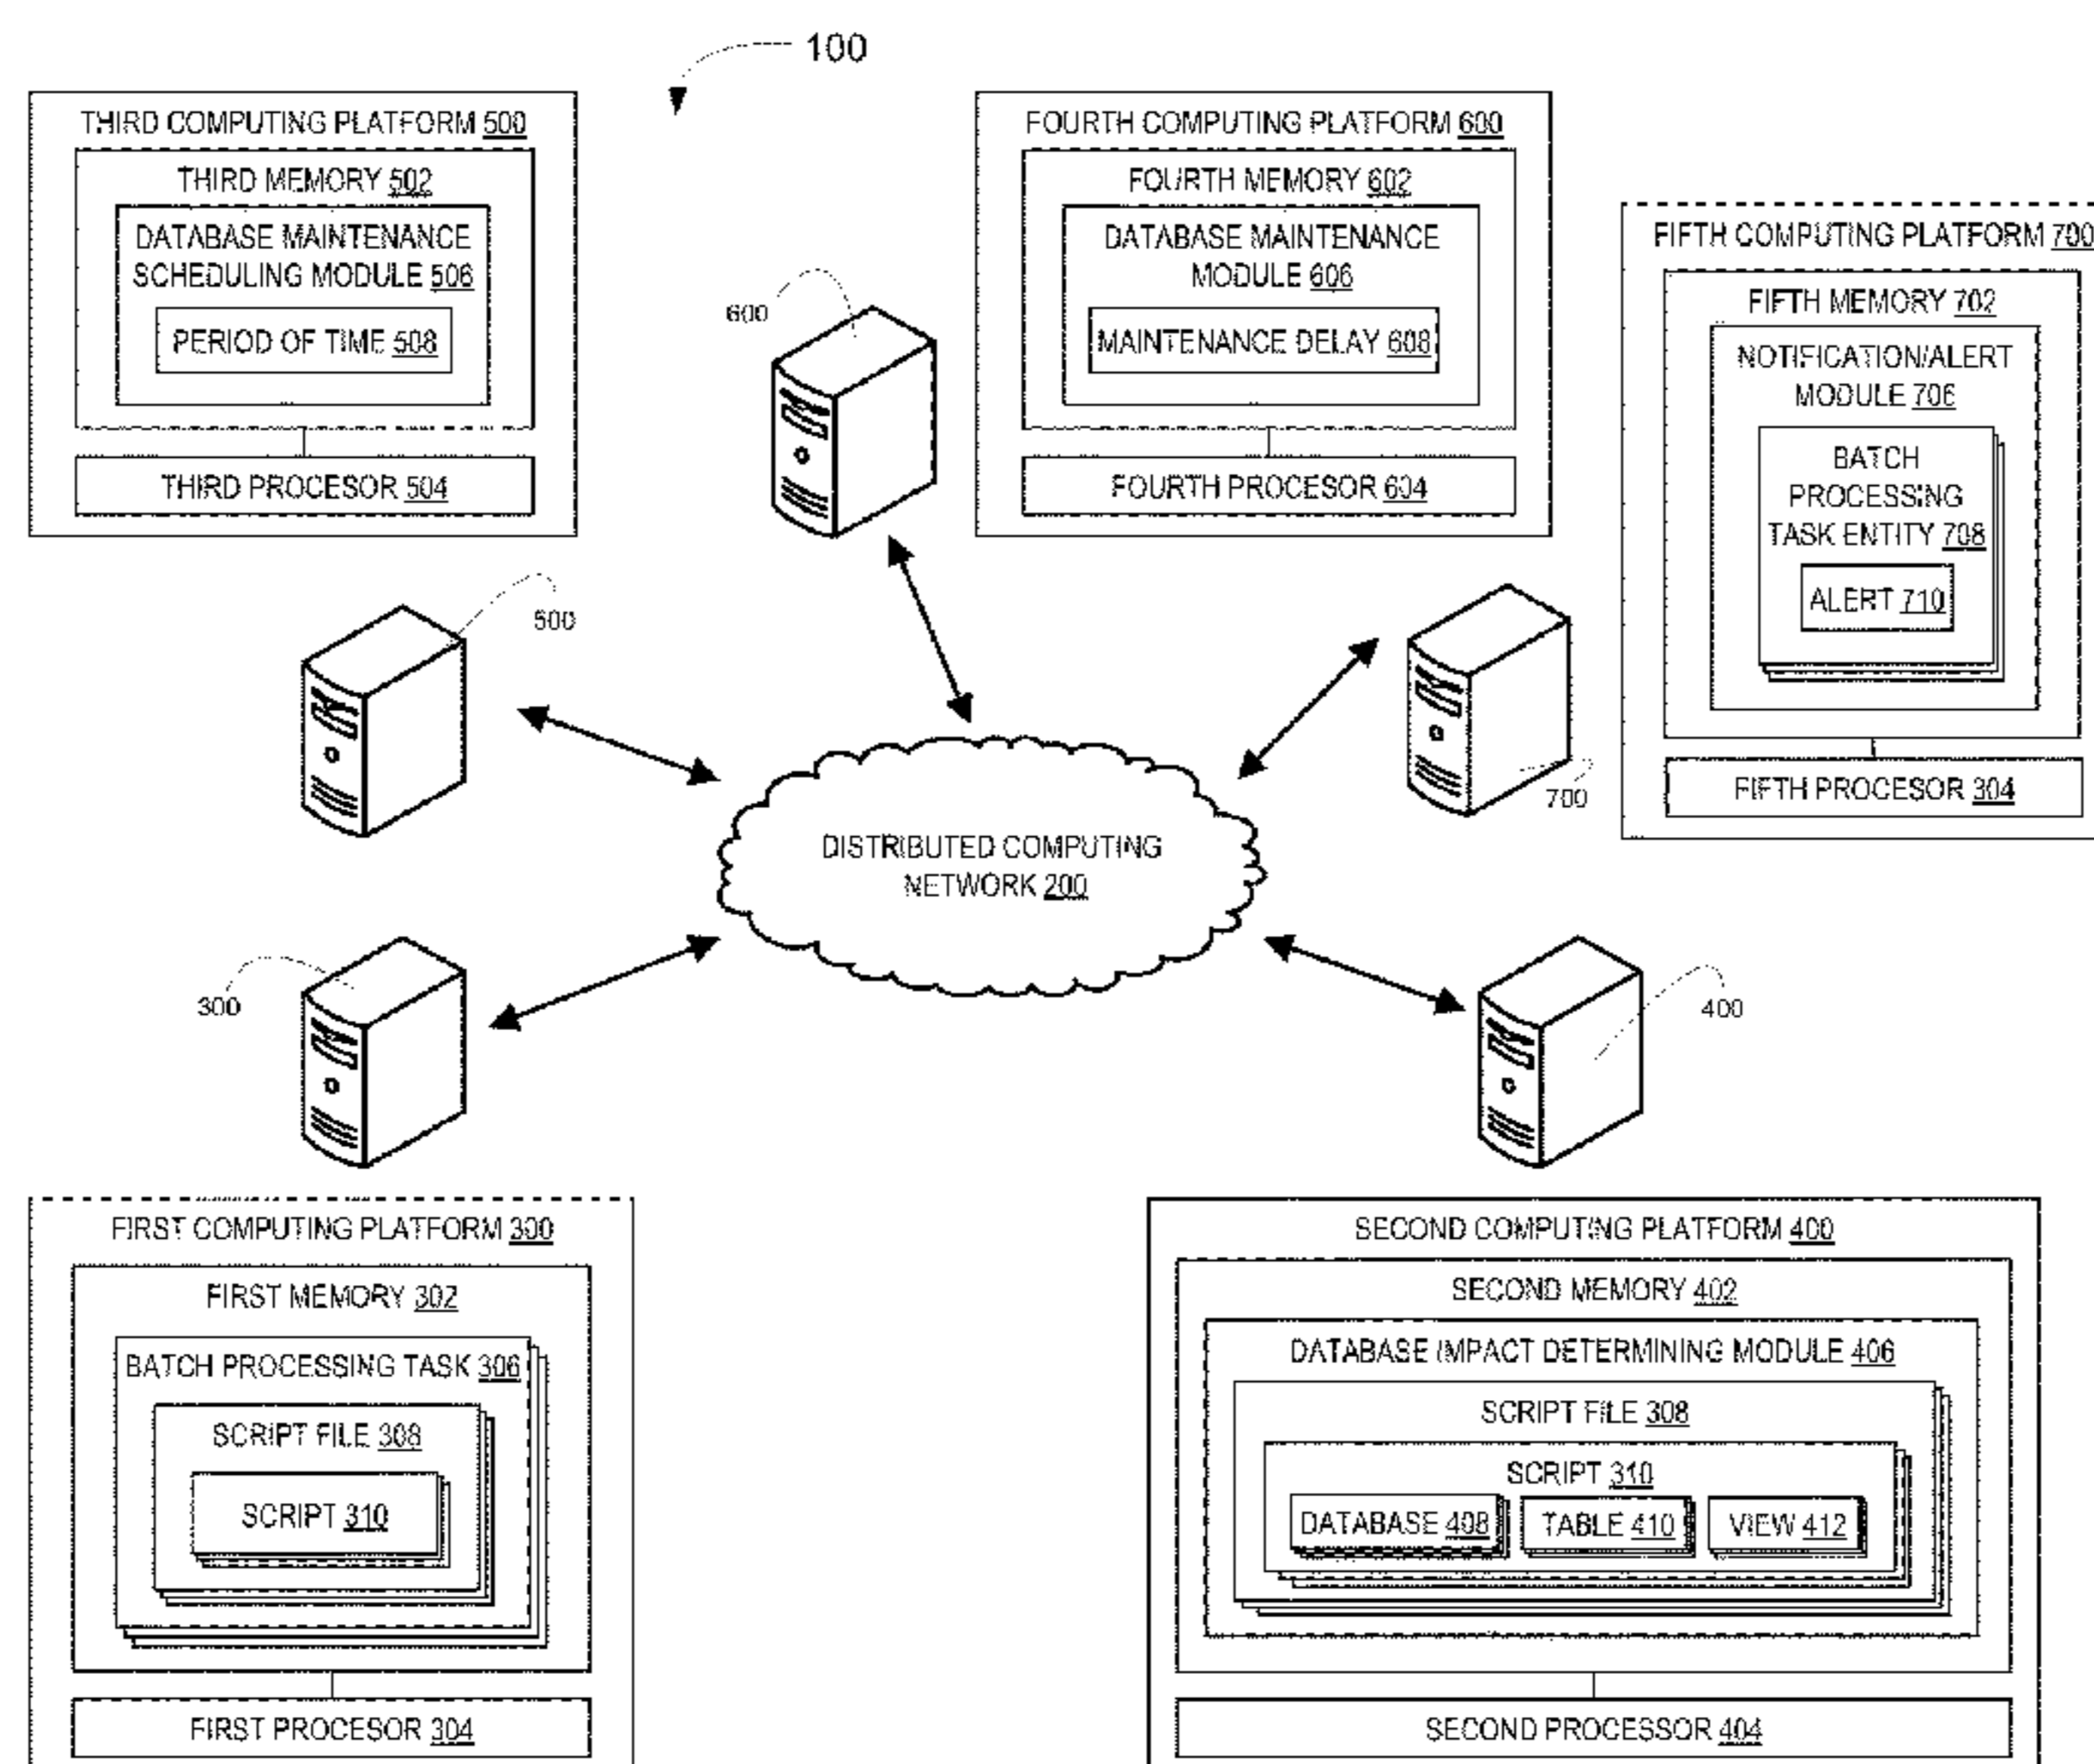 100
THIRD COMPUTING PLATFORM 500
THIRD MEMORY 502
DATABASE MAINTENANCE
SCHEDULING MODULE 506
PERIOD OF TIME 508
THIRD PROCESOR 504
FOURTH COMPUTING PLATFORM 600
FOURTH MEMORY 602
DATABASE MAINTENANCE
MODULE 606
MAINTENANCE DELAY 608
FOURTH PROCESOR 604
FIFTH COMPUTING PLATFORM 700
FIFTH MEMORY 702
NOTIFICATION/ALERT
MODULE 706
BATCH
PROCESSING
TASK ENTITY 708
ALERT 710
FIFTH PROCESOR 304
600
500
700
DISTRIBUTED COMPUTING
NETWORK 200
300
400
FIRST COMPUTING PLATFORM 300
FIRST MEMORY 302
BATCH PROCESSING TASK 306
SCRIPT FILE 308
SCRIPT 310
FIRST PROCESOR 304
SECOND COMPUTING PLATFORM 400
SECOND MEMORY 402
DATABASE IMPACT DETERMINING MODULE 406
SCRIPT FILE 308
SCRIPT 310
DATABASE 408
TABLE 410
VIEW 412
SECOND PROCESSOR 404